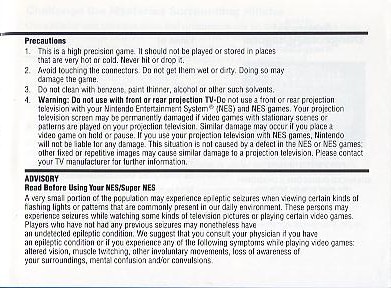 Precautions
1. This is a high precision game. It should not be played or stored in places
that are very hot or cold. Never hit or drop it.
2. Avoid touching the connectors. Do not get them wet or dirty. Doing so may
damage the game.
3. Do not clean with benzene, paint thinner, alcohol or other such solvents.
4. Warning: Do not use with front or rear projection TV-Do not use a front or rear projection
television with your Nintendo Entertainment System® (NES) and NES games. Your projection
television screen may be permanently damaged if video games with stationary scenes or
patterns are played on your projection television. Similar damage may occur if you place a
video game on hold or pause. If you use your projection television with NES games, Nintendo
will not be liable for any damage. This situation is not caused by a defect in the NES or NES games;
other fixed or repetitive images may cause similar damage to a projection television. Please contact
your TV manufacturer for further information.
ADVISORY
Read Before Using Your NES/Super NES
A very small portion of the population may experience epileptic seizures when viewing certain kinds of
flashing lights or patterns that are commonly present in our daily environment. These persons may
experience seizures while watching some kinds of television pictures or playing certain video games.
Players who have not had any previous seizures may nonetheless have
an undetected epileptic condition. We suggest that you consult your physician if you have
an epileptic condition or if you experience any of the following symptoms while playing video games:
altered vision, muscle twitching, other involuntary movements, loss of awareness of
your surroundings, mental confusion and/or convulsions.